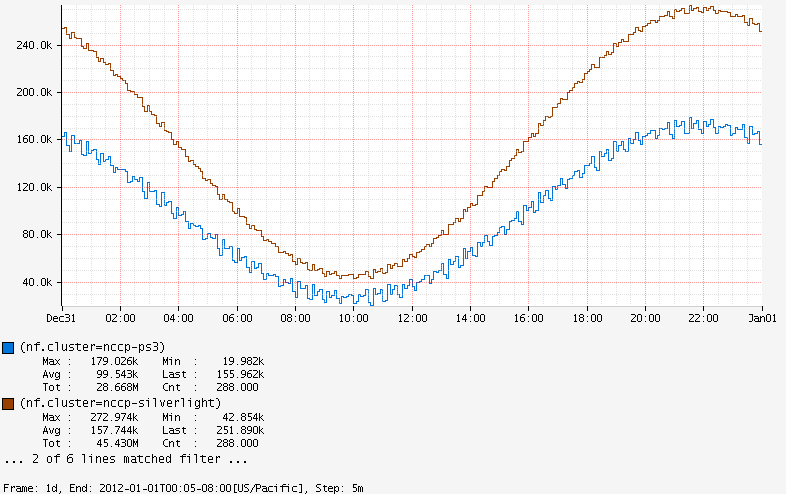 240.0k
200.0k
160.0k
120.0k
80.0k
40.0k
Dec31 02:00 04:00 06:00 08:00 10:00 12:00 14:00 16:00 18:00 20:00 22:00 Jan01
(nf.cluster=nccp-ps3)
Max : 179.026k Min : 19.982k
Avg : 99.543k Last : 155.962k
Tot : 28.668M Cnt : 288.000
(nf.cluster=nccp-silverlight)
Max : 272.974k Min : 42.854k
Avg : 157.744k Last : 251.890k
Tot : 45.430M Cnt : 288.000
... 2 of 6 lines matched filter ...
Frame: 1d, End: 2012-01-01T00:05-08:00[US/Pacific], Step: 5m